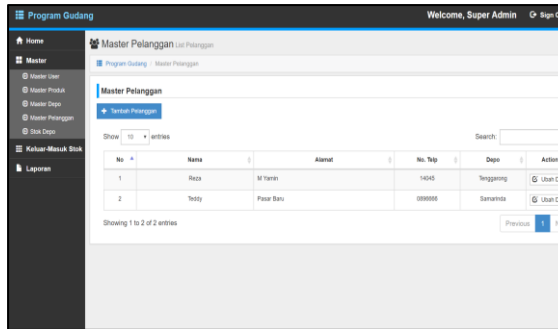 Program Gudang
Welcome, Super Admin
Sign
Home
Master
Master User
Master Produk
Master Depo
Master Pelanggan
Stok Depo
Keluar-Masuk Stok
Laporan
Master Pelanggan List Pelanggan
Program Gudang / Master Pelanggan
Master Pelanggan
+ Tambah Pelanggan
Show 10 entries
Search:
No Nama Alamat No. Telp Depo Action
1 Reza M Yamin 14045 Tenggarong Ubah D
2 Teddy Pasar Baru Samarinda Ubah D
Showing 1 to 2 of 2 entries
Previous 1 N